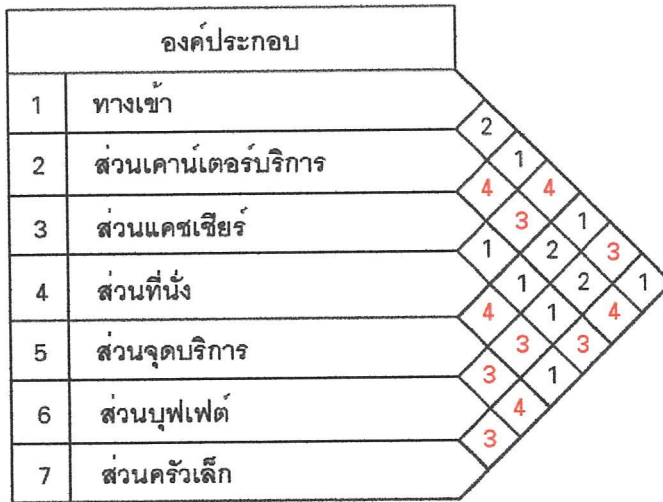 องค์ประกอบ
1 ทางเข้า
2
2 ส่วนเคาน์เตอร์บริการ 1
4 4
3 ส่วนแคชเชียร์ 3 1
1 2 3
4 ส่วนที่นั่ง 1 2 1
4 1 4
5 ส่วนจุดบริการ 3 3
3 1
6 ส่วนบุฟเฟต์ 4
3
7 ส่วนครัวเล็ก